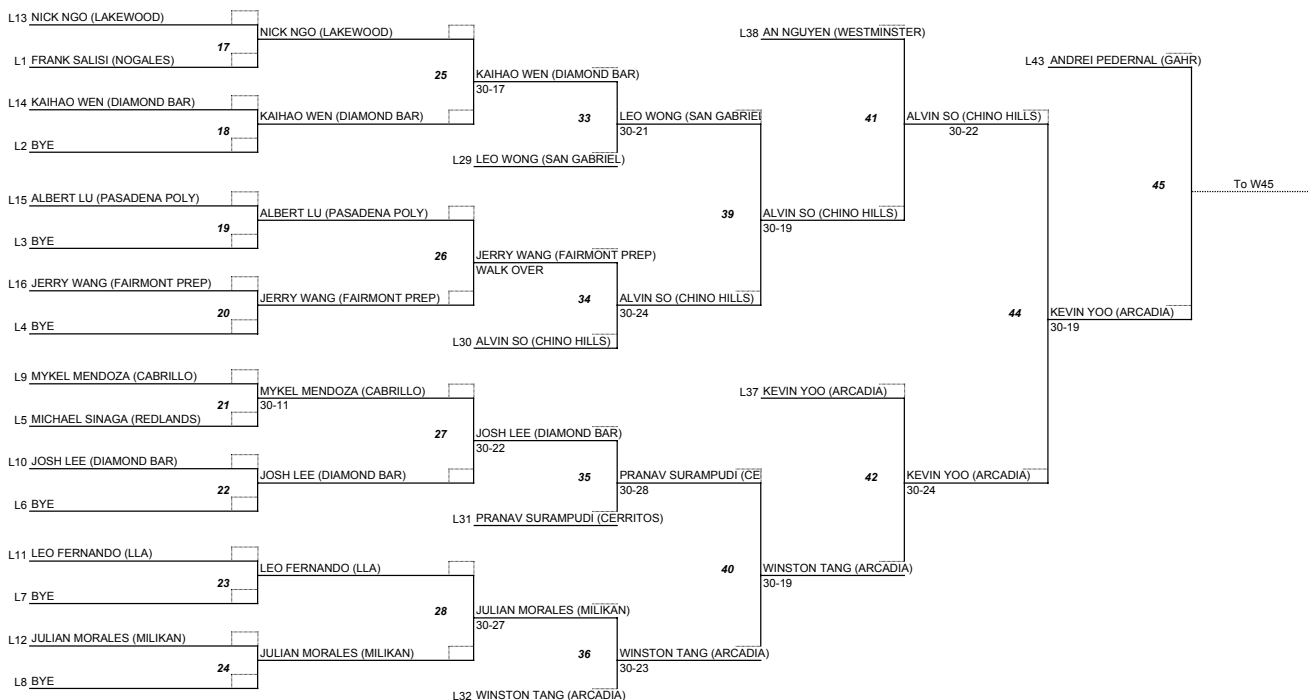 L13 NICK NGO (LAKEWOOD)
17
L1 FRANK SALISI (NOGALES)
L14 KAIHAO WEN (DIAMOND BAR)
18
L2 BYE
L15 ALBERT LU (PASADENA POLY)
19
L3 BYE
L16 JERRY WANG (FAIRMONT PREP)
20
L4 BYE
L9 MYKEL MENDOZA (CABRILLO)
21
L5 MICHAEL SINAGA (REDLANDS)
L10 JOSH LEE (DIAMOND BAR)
22
L6 BYE
L11 LEO FERNANDO (LLA)
23
L7 BYE
L12 JULIAN MORALES (MILIKAN)
24
L8 BYE
NICK NGO (LAKEWOOD)
25
KAIHAO WEN (DIAMOND BAR)
ALBERT LU (PASADENA POLY)
26
JERRY WANG (FAIRMONT PREP)
MYKEL MENDOZA (CABRILLO)
30-11
27
JOSH LEE (DIAMOND BAR)
LEO FERNANDO (LLA)
28
JULIAN MORALES (MILIKAN)
KAIHAO WEN (DIAMOND BAR)
30-17
33
L29 LEO WONG (SAN GABRIEL)
JERRY WANG (FAIRMONT PREP)
WALK OVER
34
L30 ALVIN SO (CHINO HILLS)
JOSH LEE (DIAMOND BAR)
30-22
35
L31 PRANAV SURAMPUDI (CERRITOS)
JULIAN MORALES (MILIKAN)
30-27
36
L32 WINSTON TANG (ARCADIA)
LEO WONG (SAN GABRIEL
30-21
39
ALVIN SO (CHINO HILLS)
30-24
PRANAV SURAMPUDI (CE
30-28
40
WINSTON TANG (ARCADIA)
30-23
L38 AN NGUYEN (WESTMINSTER)
41
ALVIN SO (CHINO HILLS)
30-19
L37 KEVIN YOO (ARCADIA)
42
WINSTON TANG (ARCADIA)
30-19
ALVIN SO (CHINO HILLS)
30-22
44
KEVIN YOO (ARCADIA)
30-24
L43 ANDREI PEDERNAL (GAHR)
45
KEVIN YOO (ARCADIA)
30-19
To W45